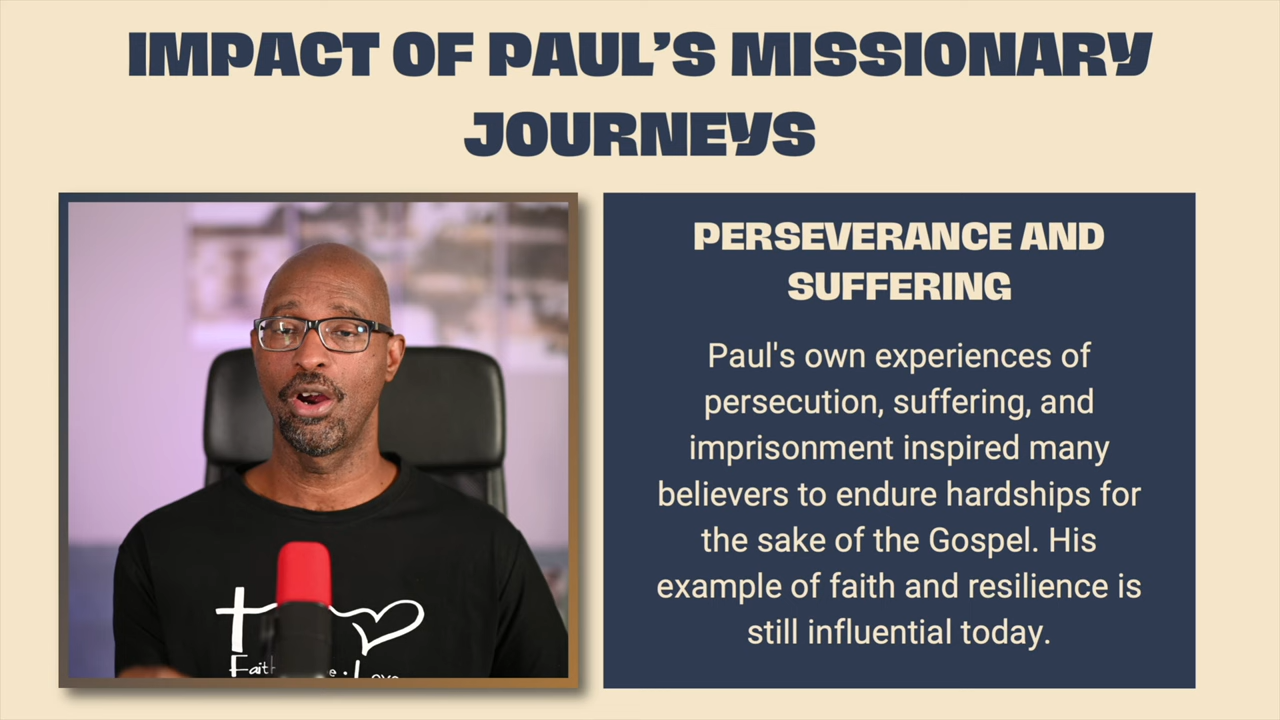 IMPACT OF PAUL’S MISSIONARY
JOURNEYS
PERSEVERANCE AND
SUFFERING
Paul's own experiences of
persecution, suffering, and
imprisonment inspired many
believers to endure hardships for
the sake of the Gospel. His
example of faith and resilience is
still influential today.
Faith